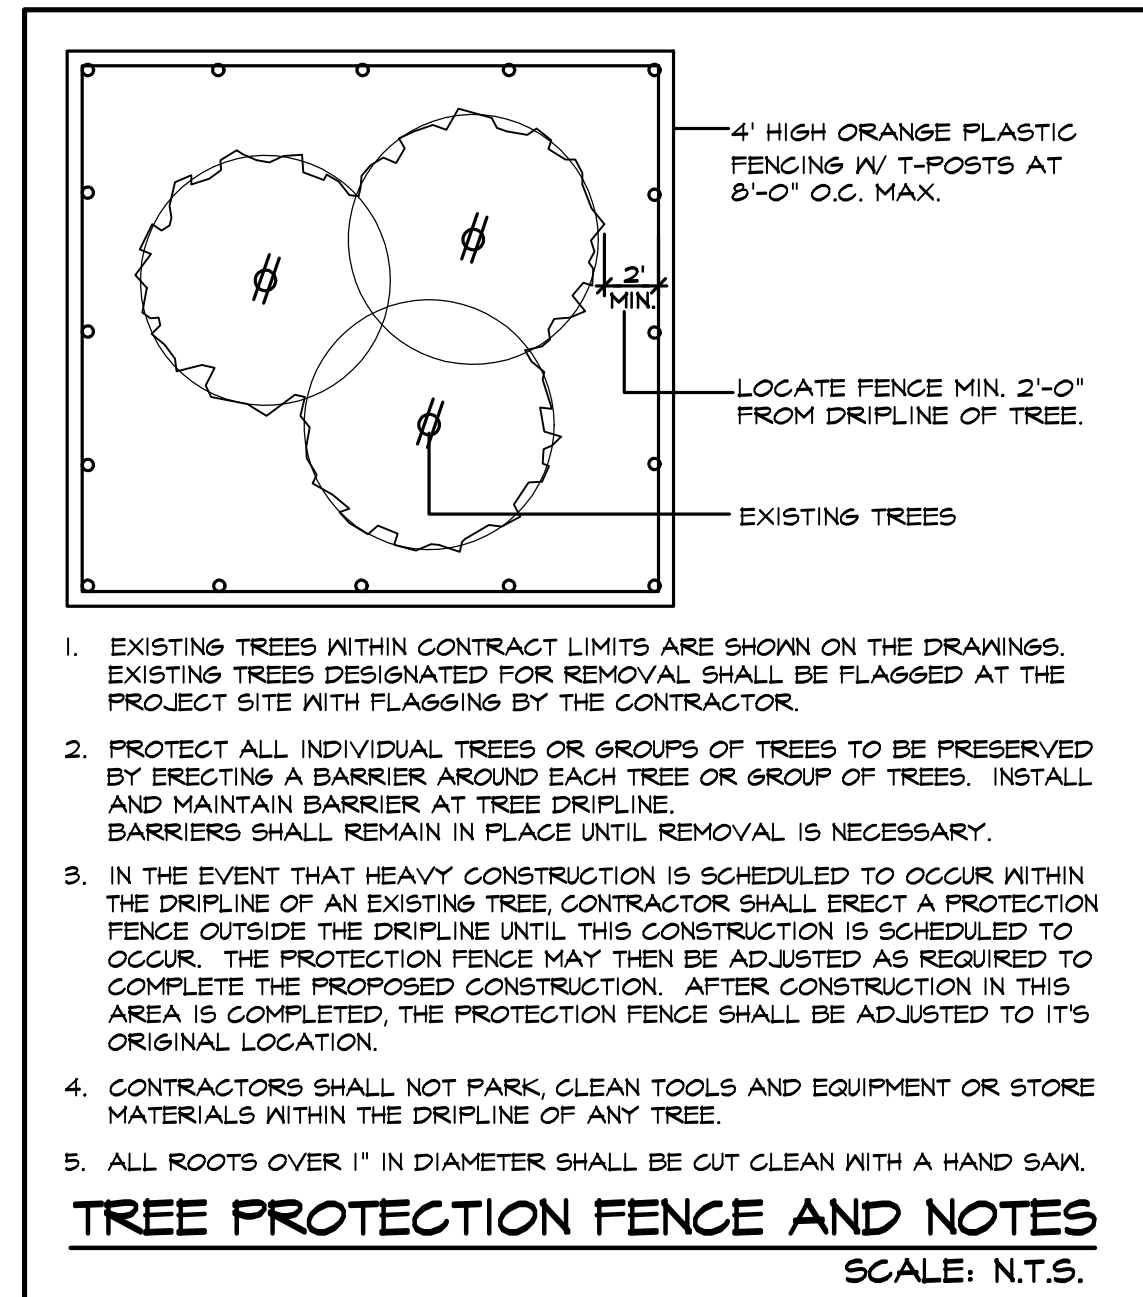 4' HIGH ORANGE PLASTIC
FENCING W/ T-POSTS AT
8'-0" O.C. MAX.
2'
MIN.
LOCATE FENCE MIN. 2'-0"
FROM DRIPLINE OF TREE.
EXISTING TREES
1. EXISTING TREES WITHIN CONTRACT LIMITS ARE SHOWN ON THE DRAWINGS.
EXISTING TREES DESIGNATED FOR REMOVAL SHALL BE FLAGGED AT THE
PROJECT SITE WITH FLAGGING BY THE CONTRACTOR.
2. PROTECT ALL INDIVIDUAL TREES OR GROUPS OF TREES TO BE PRESERVED
BY ERECTING A BARRIER AROUND EACH TREE OR GROUP OF TREES. INSTALL
AND MAINTAIN BARRIER AT TREE DRIPLINE.
BARRIERS SHALL REMAIN IN PLACE UNTIL REMOVAL IS NECESSARY.
3. IN THE EVENT THAT HEAVY CONSTRUCTION IS SCHEDULED TO OCCUR WITHIN
THE DRIPLINE OF AN EXISTING TREE, CONTRACTOR SHALL ERECT A PROTECTION
FENCE OUTSIDE THE DRIPLINE UNTIL THIS CONSTRUCTION IS SCHEDULED TO
OCCUR. THE PROTECTION FENCE MAY THEN BE ADJUSTED AS REQUIRED TO
COMPLETE THE PROPOSED CONSTRUCTION. AFTER CONSTRUCTION IN THIS
AREA IS COMPLETED, THE PROTECTION FENCE SHALL BE ADJUSTED TO IT'S
ORIGINAL LOCATION.
4. CONTRACTORS SHALL NOT PARK, CLEAN TOOLS AND EQUIPMENT OR STORE
MATERIALS WITHIN THE DRIPLINE OF ANY TREE.
5. ALL ROOTS OVER 1" IN DIAMETER SHALL BE CUT CLEAN WITH A HAND SAW.
TREE PROTECTION FENCE AND NOTES
SCALE: N.T.S.